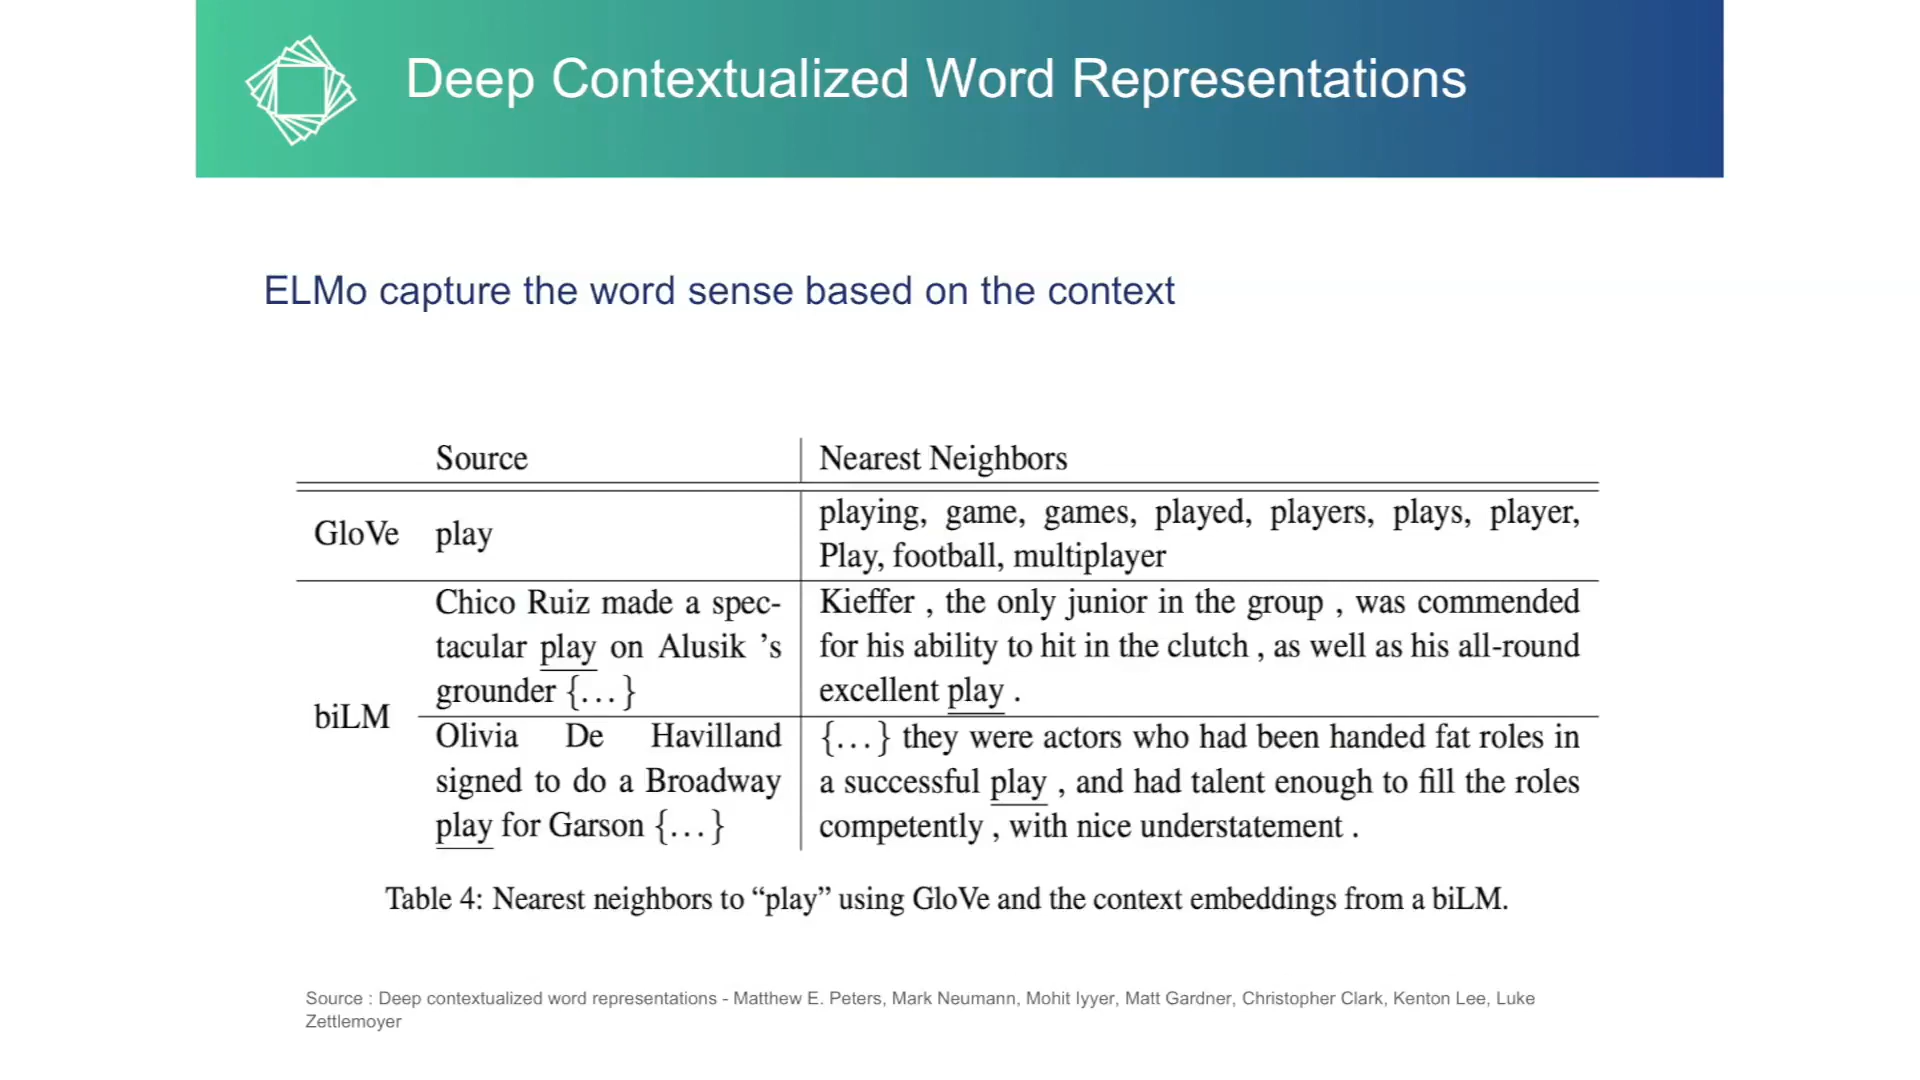 Deep Contextualized Word Representations
ELMo capture the word sense based on the context
Source Nearest Neighbors
GloVe play playing, game, games, played, players, plays, player,
Play, football, multiplayer
biLM
Chico Ruiz made a spec-
tacular play on Alusik 's
grounder {...}
Kieffer , the only junior in the group , was commended
for his ability to hit in the clutch , as well as his all-round
excellent play .
Olivia De Havilland
signed to do a Broadway
play for Garson {...}
{...} they were actors who had been handed fat roles in
a successful play , and had talent enough to fill the roles
competently , with nice understatement .
Table 4: Nearest neighbors to “play” using GloVe and the context embeddings from a biLM.
Source : Deep contextualized word representations - Matthew E. Peters, Mark Neumann, Mohit Iyyer, Matt Gardner, Christopher Clark, Kenton Lee, Luke
Zettlemoyer